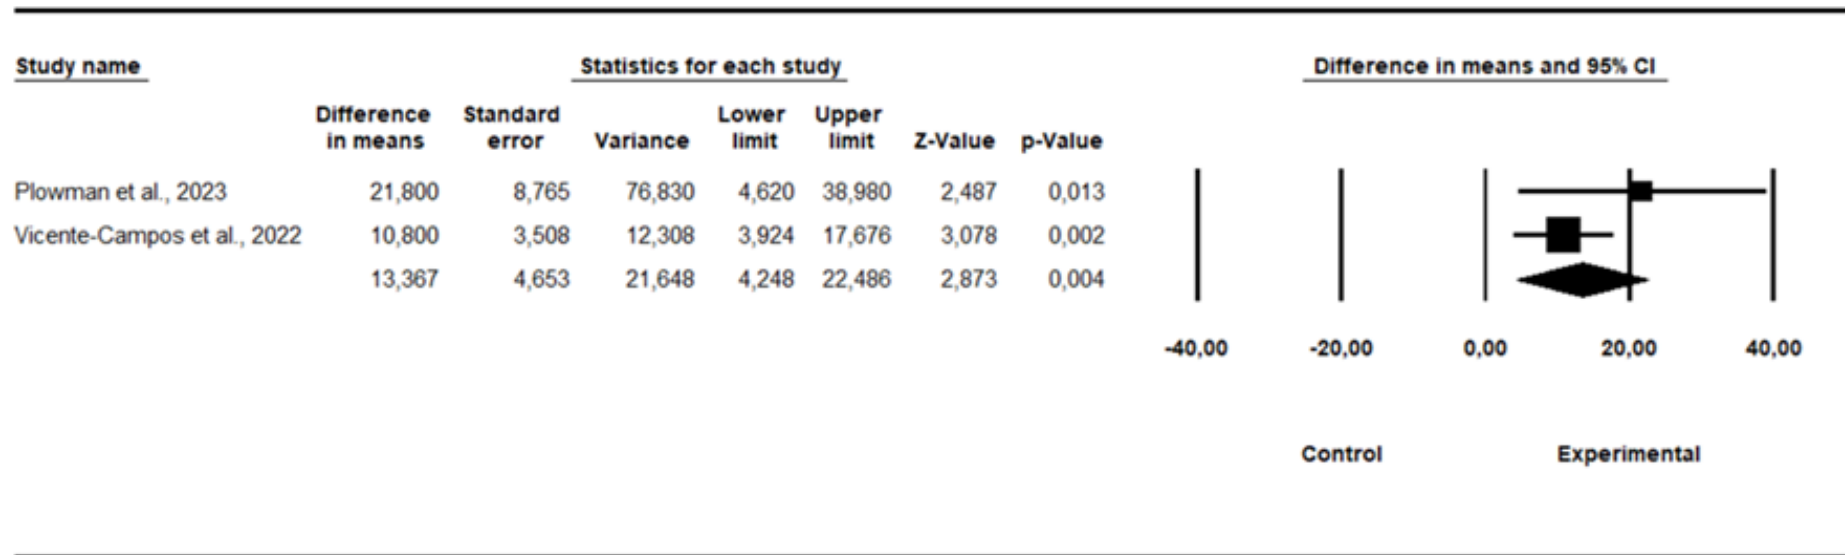 Study name Statistics for each study Difference in means and 95% CI
Difference in means Standard error Variance Lower limit Upper limit Z-Value p-Value
Plowman et al., 2023 21,800 8,765 76,830 4,620 38,980 2,487 0,013
Vicente-Campos et al., 2022 10,800 3,508 12,308 3,924 17,676 3,078 0,002
13,367 4,653 21,648 4,248 22,486 2,873 0,004
-40,00 -20,00 0,00 20,00 40,00
Control Experimental